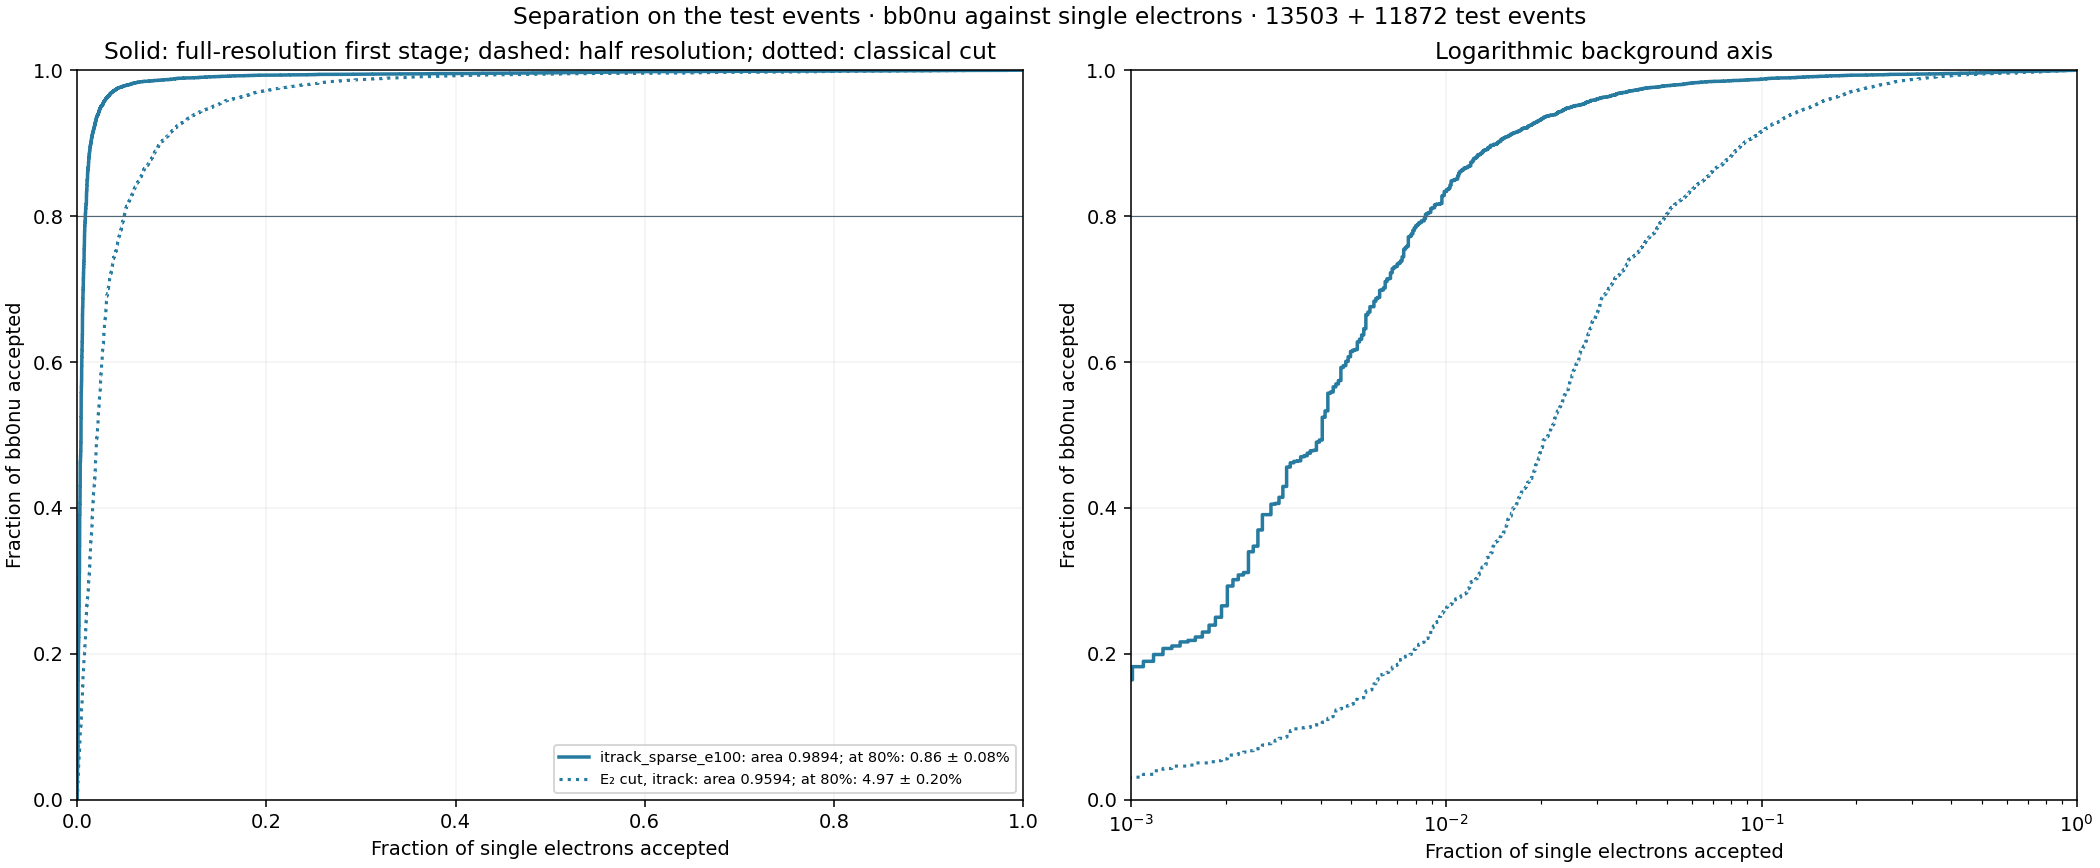 Separation on the test events · bb0nu against single electrons · 13503 + 11872 test events
Solid: full-resolution first stage; dashed: half resolution; dotted: classical cut
Fraction of bb0nu accepted
1.0
0.8
0.6
0.4
0.2
0.0
itrack_sparse_e100: area 0.9894; at 80%: 0.86 ± 0.08%
E₂ cut, itrack: area 0.9594; at 80%: 4.97 ± 0.20%
0.0 0.2 0.4 0.6 0.8 1.0
Fraction of single electrons accepted
Logarithmic background axis
Fraction of bb0nu accepted
1.0
0.8
0.6
0.4
0.2
0.0
10⁻³ 10⁻² 10⁻¹ 10⁰
Fraction of single electrons accepted